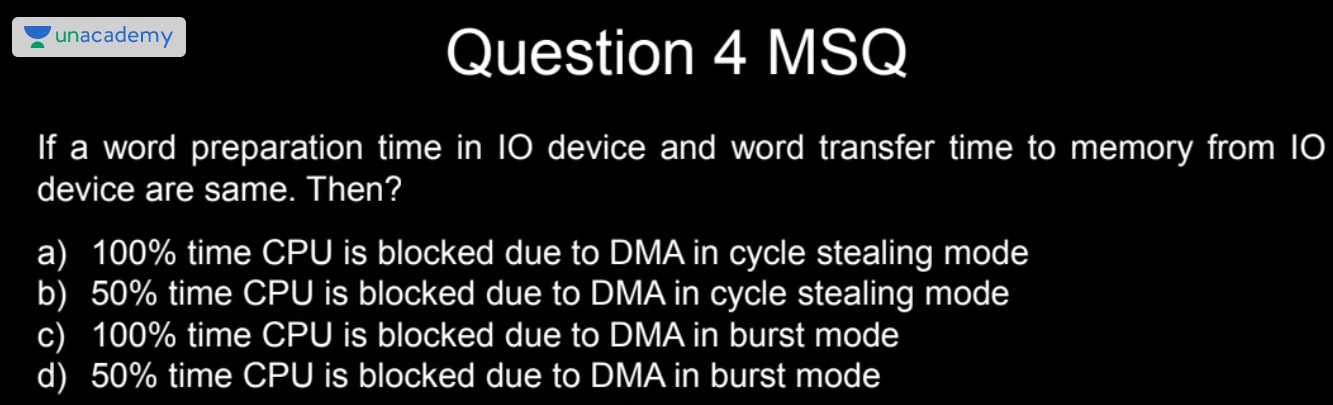 unacademy
Question 4 MSQ
If a word preparation time in IO device and word transfer time to memory from IO
device are same. Then?
a) 100% time CPU is blocked due to DMA in cycle stealing mode
b) 50% time CPU is blocked due to DMA in cycle stealing mode
c) 100% time CPU is blocked due to DMA in burst mode
d) 50% time CPU is blocked due to DMA in burst mode